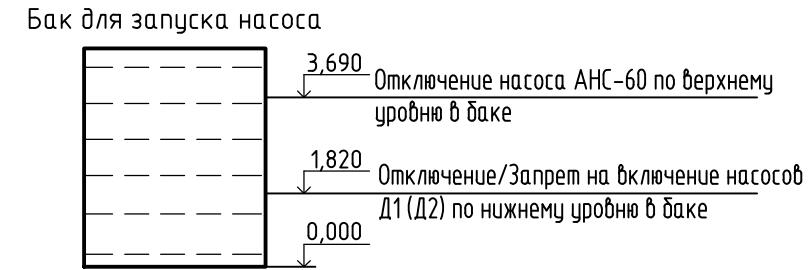 Бак для запуска насоса
3,690
Отключение насоса АНС-60 по верхнему
уровню в баке
1,820
Отключение/Запрет на включение насосов
Д1 (Д2) по нижнему уровню в баке
0,000